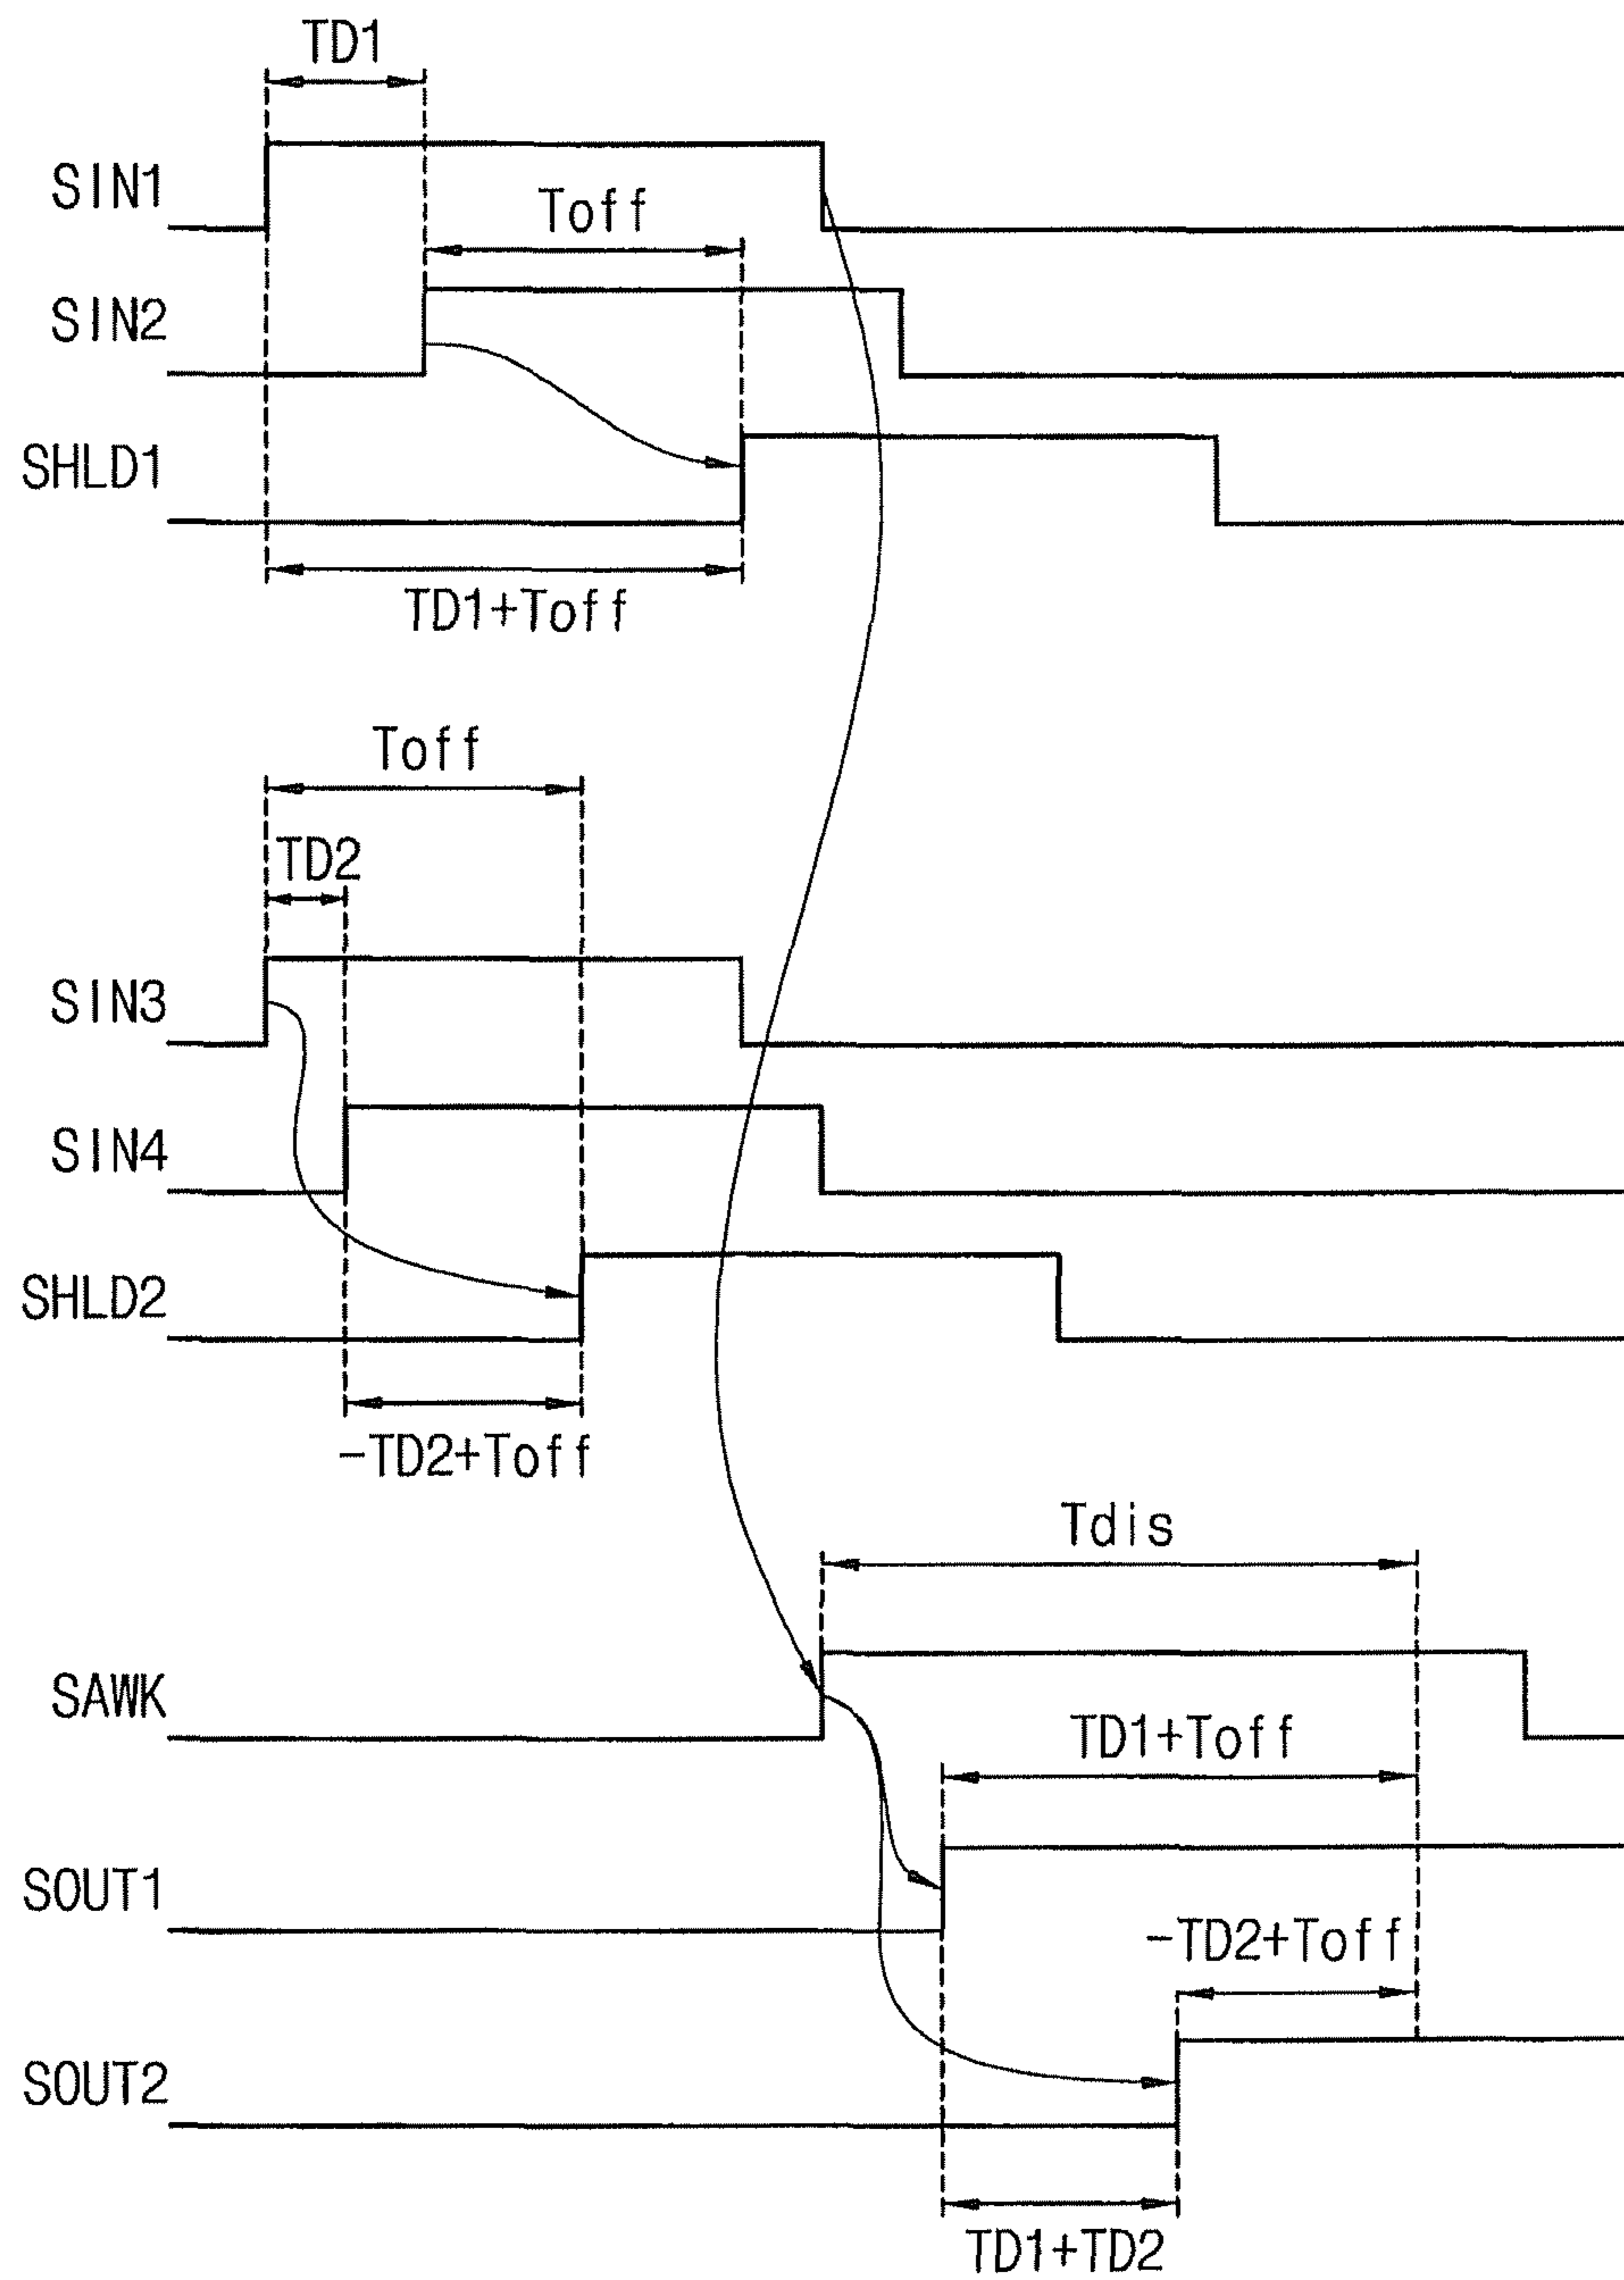 TD1
SIN1
Toff
SIN2
SHLD1
TD1+Toff
Toff
TD2
SIN3
SIN4
SHLD2
-TD2+Toff
Tdis
SAWK
TD1+Toff
SOUT1
-TD2+Toff
SOUT2
TD1+TD2